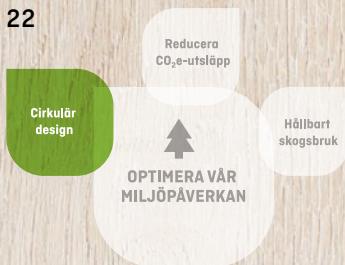 22
Reducera
CO₂e-utsläpp
Cirkulär
design
Hållbart
skogsbruk
OPTIMERA VÅR
MILJÖPÅVERKAN